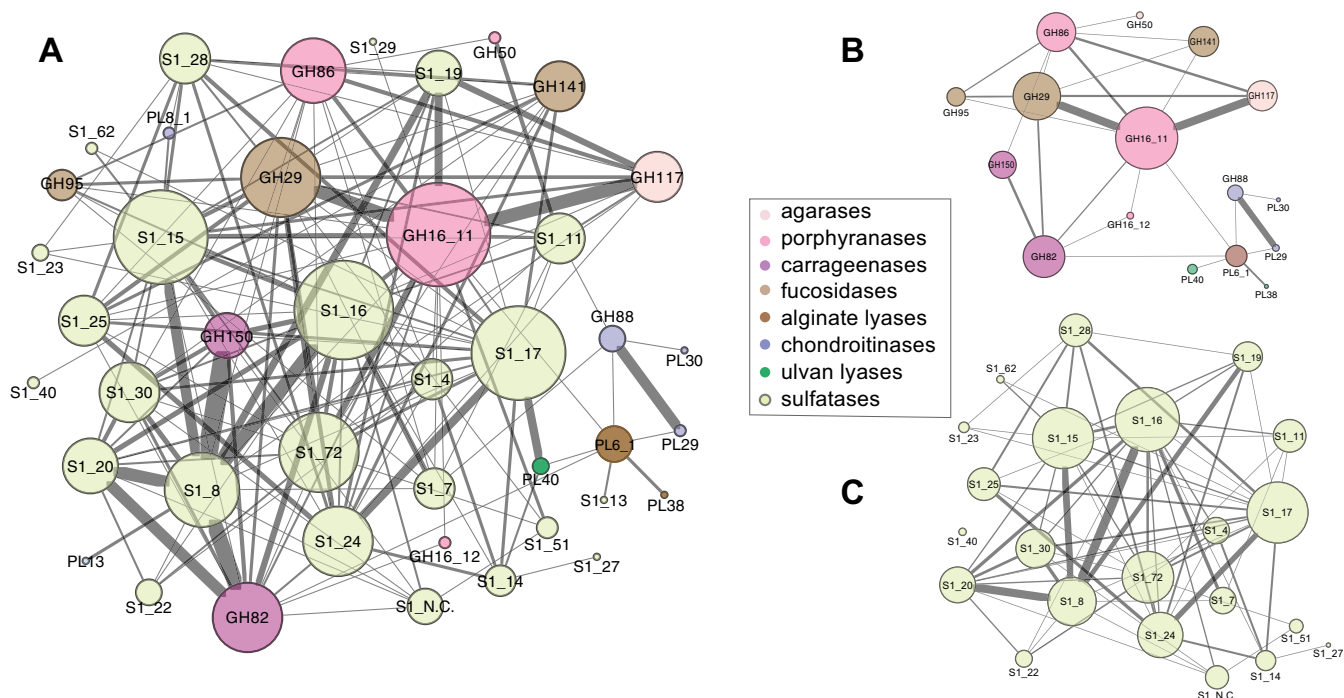 A
S1_29
GH50
S1_28
GH86
S1_19
GH141
PL8_1
S1_62
GH95
GH29
GH117
S1_15
GH16_11
S1_11
S1_23
S1_25
S1_16
GH150
S1_17
GH88
PL30
S1_40
S1_30
S1_4
S1_72
PL6_1
PL29
S1_20
S1_8
S1_7
PL40
S1_13
PL38
S1_24
GH16_12
S1_51
PL13
S1_14
S1_27
S1_22
GH82
S1_N.C.
B
GH50
GH86
GH141
GH29
GH117
GH95
GH16_11
GH150
GH88
PL30
GH16_12
PL29
GH82
PL6_1
PL40
PL38
agarases
porphyranases
carrageenases
fucosidases
alginate lyases
chondroitinases
ulvan lyases
sulfatases
C
S1_28
S1_19
S1_62
S1_16
S1_15
S1_11
S1_23
S1_25
S1_17
S1_4
S1_40
S1_30
S1_72
S1_20
S1_8
S1_7
S1_24
S1_51
S1_27
S1_22
S1_14
S1_N.C.